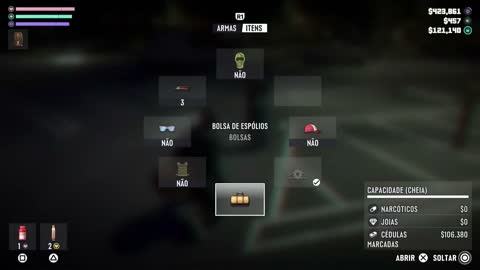 R1
ARMAS ITENS
$423,861
$457
$121,140
NÃO
3
NÃO
BOLSA DE ESPÓLIOS
BOLSAS
NÃO
NÃO
CAPACIDADE (CHEIA)
NARCÓTICOS $0
JOIAS $0
CÉDULAS $106.380
MARCADAS
1
2
ABRIR SOLTAR